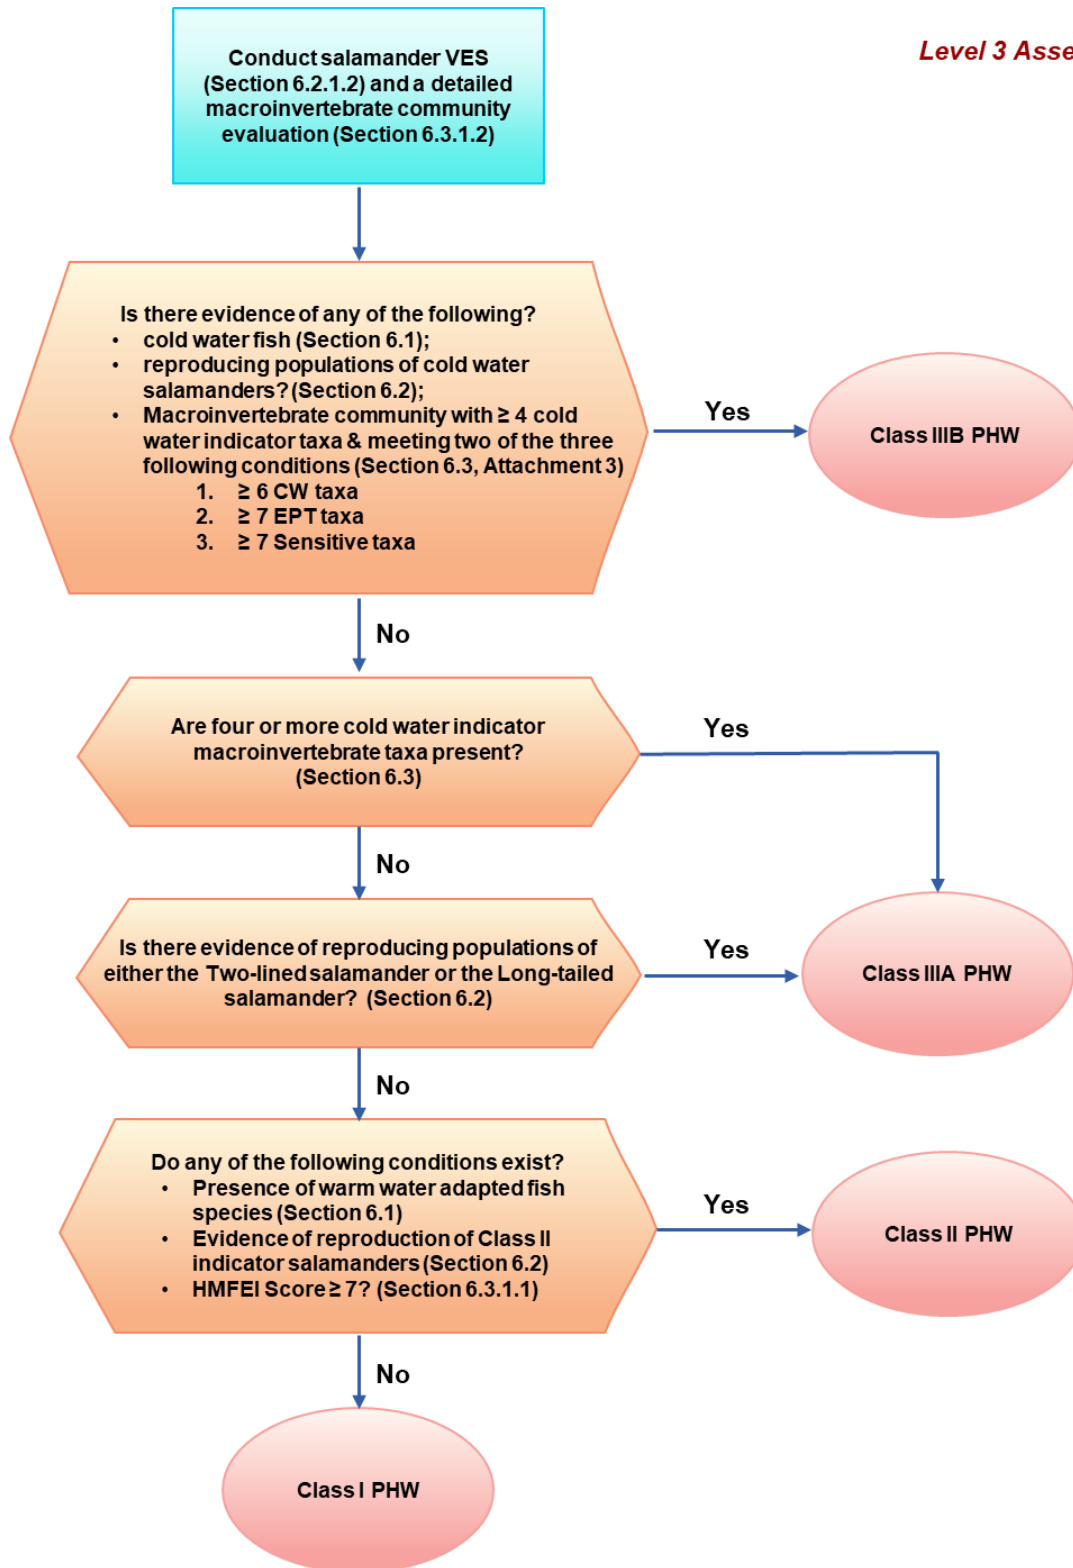 Level 3 Asse
Conduct salamander VES
(Section 6.2.1.2) and a detailed
macroinvertebrate community
evaluation (Section 6.3.1.2)
Is there evidence of any of the following?
• cold water fish (Section 6.1);
• reproducing populations of cold water
salamanders? (Section 6.2);
• Macroinvertebrate community with ≥ 4 cold
water indicator taxa & meeting two of the three
following conditions (Section 6.3, Attachment 3)
1. ≥ 6 CW taxa
2. ≥ 7 EPT taxa
3. ≥ 7 Sensitive taxa
Yes
Class IIIB PHW
No
Are four or more cold water indicator
macroinvertebrate taxa present?
(Section 6.3)
Yes
No
Is there evidence of reproducing populations of
either the Two-lined salamander or the Long-tailed
salamander? (Section 6.2)
Yes
Class IIIA PHW
No
Do any of the following conditions exist?
• Presence of warm water adapted fish
species (Section 6.1)
• Evidence of reproduction of Class II
indicator salamanders (Section 6.2)
• HMFEI Score ≥ 7? (Section 6.3.1.1)
Yes
Class II PHW
No
Class I PHW